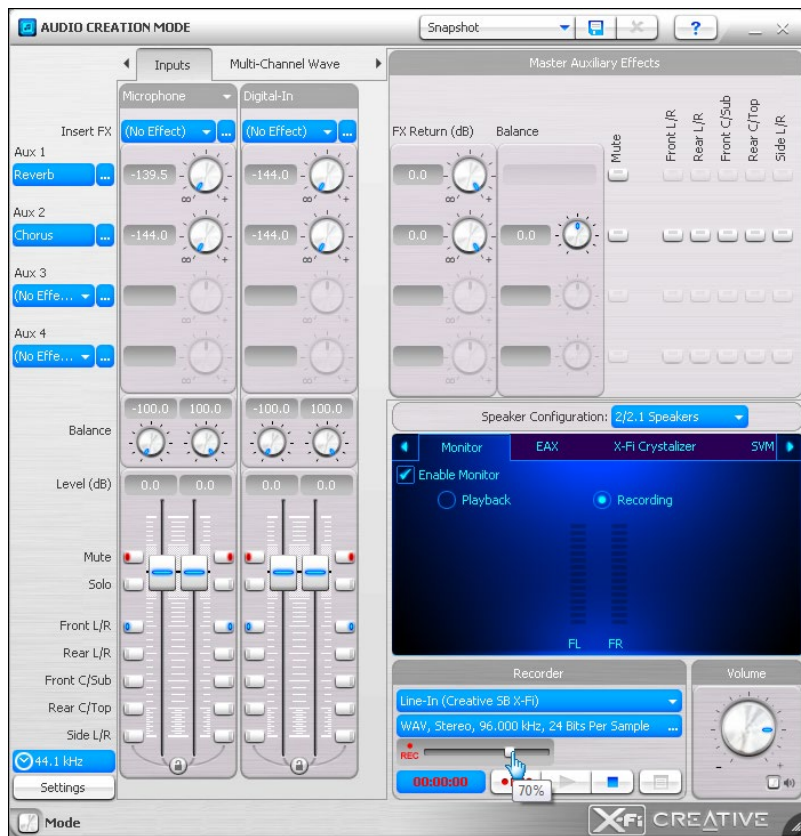 AUDIO CREATION MODE
Snapshot
?
Inputs
Multi-Channel Wave
Master Auxiliary Effects
Microphone
Digital-In
Insert FX
(No Effect) ...
(No Effect) ...
FX Return (dB)
Balance
Mute
Front L/R
Rear L/R
Front C/Sub
Rear C/Top
Side L/R
Aux 1
Reverb ...
-139.5
-144.0
0.0
∞ +
∞ +
∞ +
Aux 2
Chorus ...
-144.0
-144.0
0.0
0.0
∞ +
∞ +
∞ +
- +
Aux 3
(No Effe... ...
∞ +
∞ +
∞ +
- +
Aux 4
(No Effe... ...
∞ +
∞ +
∞ +
- +
Balance
-100.0 100.0
-100.0 100.0
Level (dB)
0.0 0.0
0.0 0.0
Mute
Solo
Front L/R
Rear L/R
Front C/Sub
Rear C/Top
Side L/R
44.1 kHz
Settings
Mode
Speaker Configuration: 2/2.1 Speakers
Monitor
EAX
X-Fi Crystalizer
SVM
Enable Monitor
Playback
Recording
FL FR
Recorder
Line-In (Creative SB X-Fi)
WAV, Stereo, 96.000 kHz, 24 Bits Per Sample ...
REC
00:00:00
70%
Volume
- +
X-Fi CREATIVE